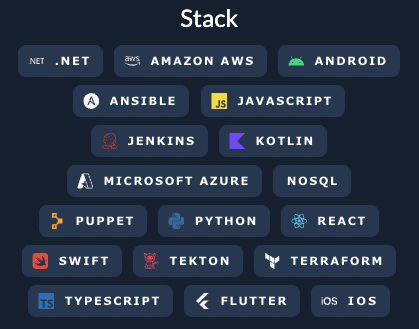 Stack
.NET .NET aws AMAZON AWS ANDROID
A ANSIBLE JS JAVASCRIPT
JENKINS KOTLIN
MICROSOFT AZURE NOSQL
PUPPET PYTHON REACT
SWIFT TEKTON TERRAFORM
TS TYPESCRIPT FLUTTER iOS IOS